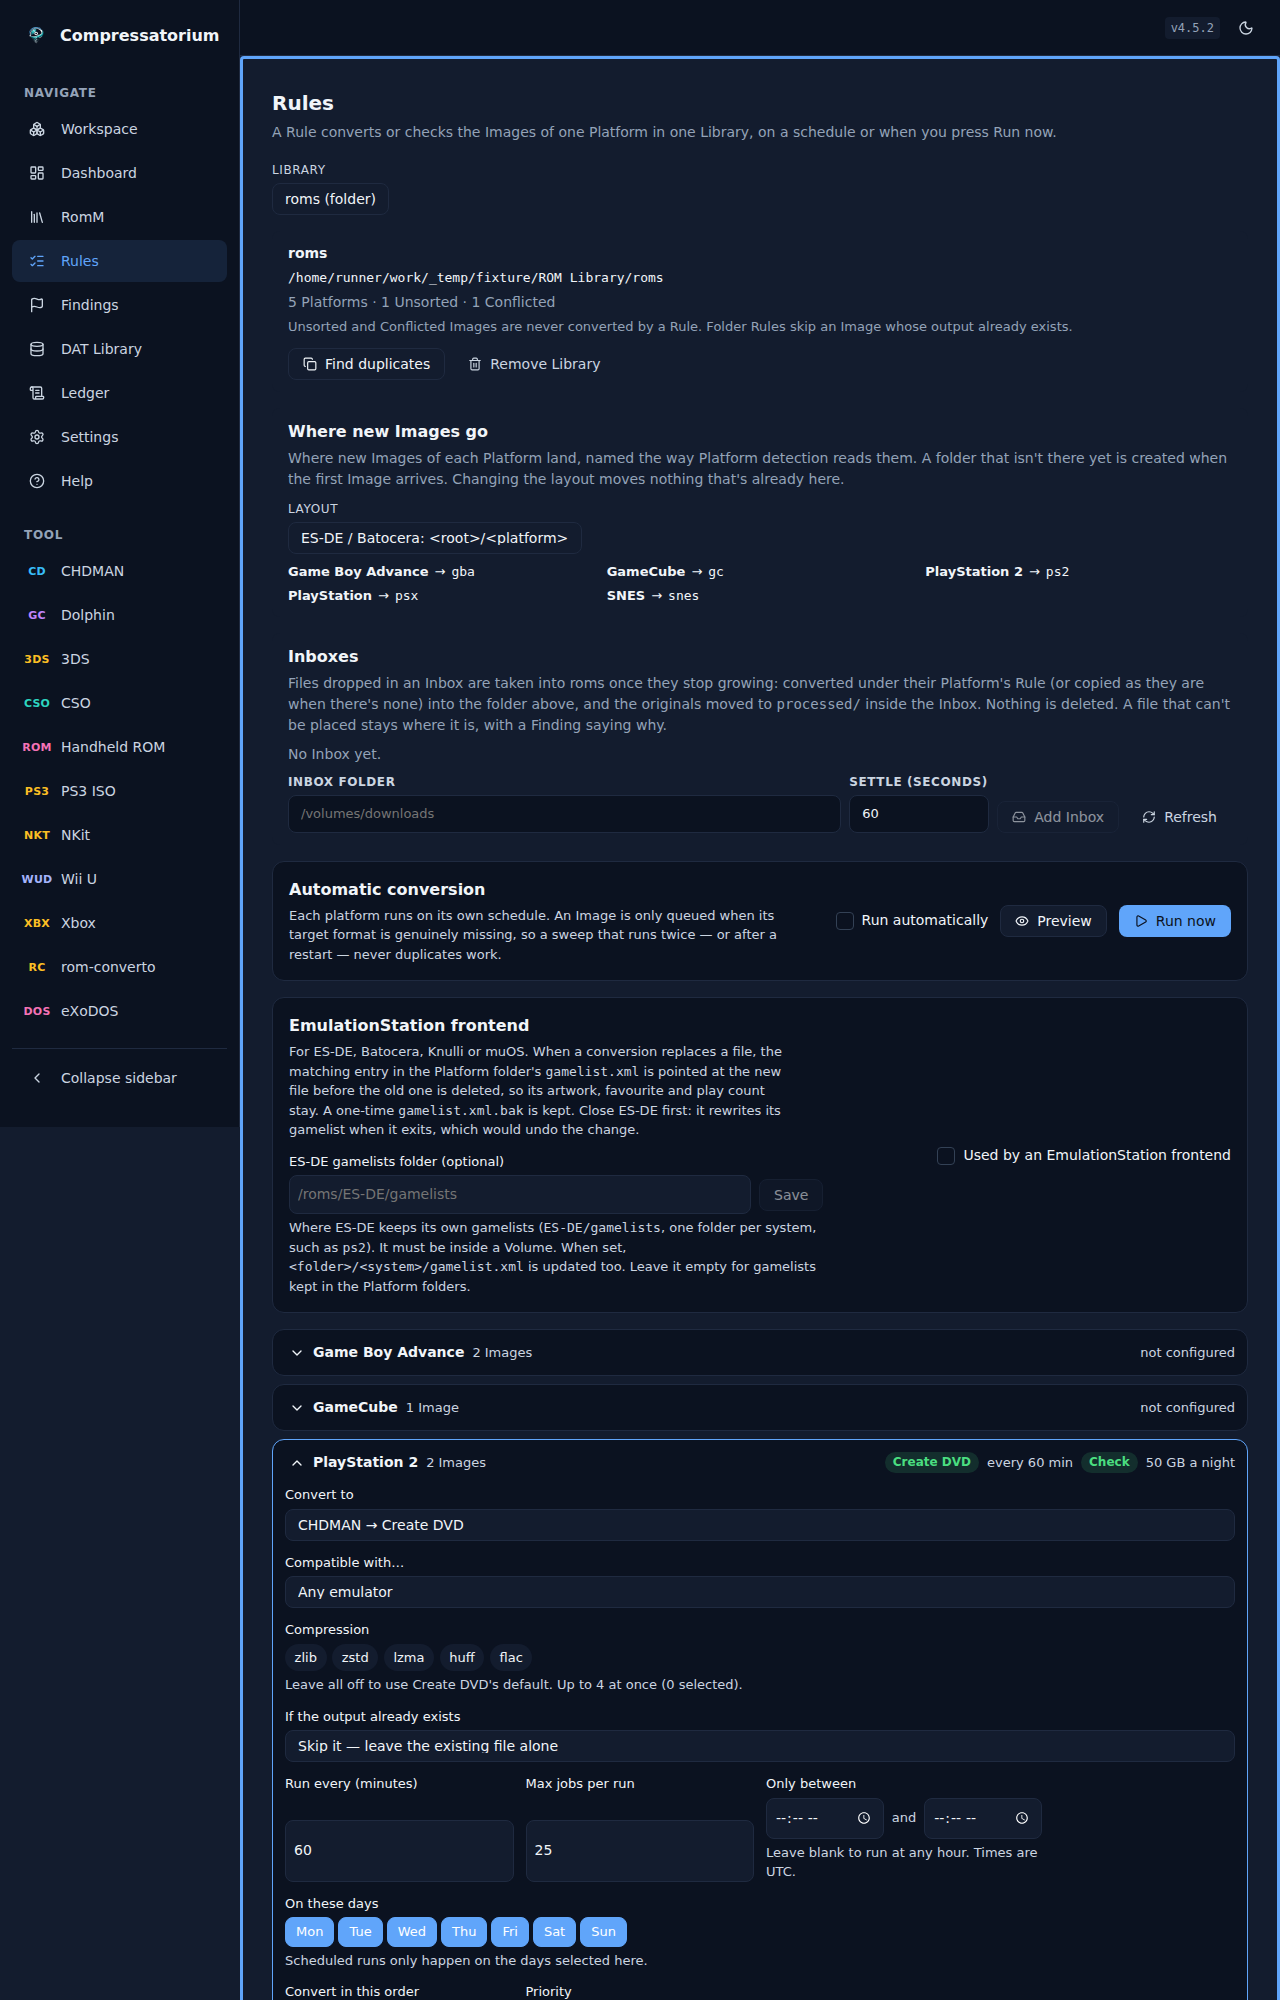 Compressatorium
v4.5.2
NAVIGATE
Workspace
Dashboard
RomM
Rules
Findings
DAT Library
Ledger
Settings
Help
TOOL
CD CHDMAN
GC Dolphin
3DS 3DS
CSO CSO
ROM Handheld ROM
PS3 PS3 ISO
NKT NKit
WUD Wii U
XBX Xbox
RC rom-converto
DOS eXoDOS
Collapse sidebar
Rules
A Rule converts or checks the Images of one Platform in one Library, on a schedule or when you press Run now.
LIBRARY
roms (folder)
roms
/home/runner/work/_temp/fixture/ROM Library/roms
5 Platforms · 1 Unsorted · 1 Conflicted
Unsorted and Conflicted Images are never converted by a Rule. Folder Rules skip an Image whose output already exists.
Find duplicates Remove Library
Where new Images go
Where new Images of each Platform land, named the way Platform detection reads them. A folder that isn't there yet is created when
the first Image arrives. Changing the layout moves nothing that's already here.
LAYOUT
ES-DE / Batocera: <root>/<platform>
Game Boy Advance → gba GameCube → gc PlayStation 2 → ps2
PlayStation → psx SNES → snes
Inboxes
Files dropped in an Inbox are taken into roms once they stop growing: converted under their Platform's Rule (or copied as they are
when there's none) into the folder above, and the originals moved to processed/ inside the Inbox. Nothing is deleted. A file that can't
be placed stays where it is, with a Finding saying why.
No Inbox yet.
INBOX FOLDER SETTLE (SECONDS)
/volumes/downloads 60 Add Inbox Refresh
Automatic conversion
Each platform runs on its own schedule. An Image is only queued when its
target format is genuinely missing, so a sweep that runs twice — or after a
restart — never duplicates work.
Run automatically Preview Run now
EmulationStation frontend
For ES-DE, Batocera, Knulli or muOS. When a conversion replaces a file, the
matching entry in the Platform folder's gamelist.xml is pointed at the new
file before the old one is deleted, so its artwork, favourite and play count
stay. A one-time gamelist.xml.bak is kept. Close ES-DE first: it rewrites its
gamelist when it exits, which would undo the change.
Used by an EmulationStation frontend
ES-DE gamelists folder (optional)
/roms/ES-DE/gamelists Save
Where ES-DE keeps its own gamelists (ES-DE/gamelists, one folder per system,
such as ps2). It must be inside a Volume. When set,
<folder>/<system>/gamelist.xml is updated too. Leave it empty for gamelists
kept in the Platform folders.
Game Boy Advance 2 Images not configured
GameCube 1 Image not configured
PlayStation 2 2 Images Create DVD every 60 min Check 50 GB a night
Convert to
CHDMAN → Create DVD
Compatible with…
Any emulator
Compression
zlib zstd lzma huff flac
Leave all off to use Create DVD's default. Up to 4 at once (0 selected).
If the output already exists
Skip it — leave the existing file alone
Run every (minutes) Max jobs per run Only between
60 25 --:-- -- and --:-- --
Leave blank to run at any hour. Times are
UTC.
On these days
Mon Tue Wed Thu Fri Sat Sun
Scheduled runs only happen on the days selected here.
Convert in this order Priority